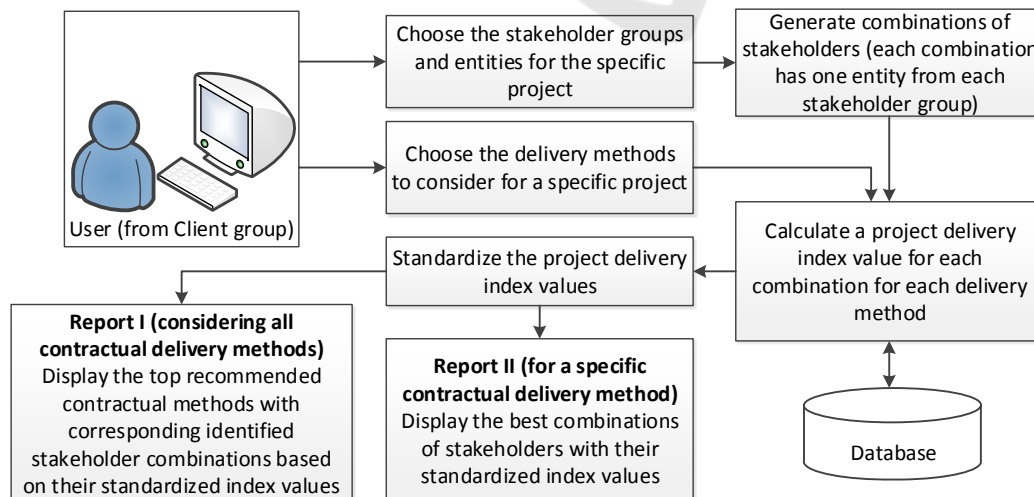 Choose the stakeholder groups
and entities for the specific
project
Generate combinations of
stakeholders (each combination
has one entity from each
stakeholder group)
User (from Client group)
Choose the delivery methods
to consider for a specific project
Calculate a project delivery
index value for each
combination for each delivery
method
Standardize the project delivery
index values
Report I (considering all
contractual delivery methods)
Display the top recommended
contractual methods with
corresponding identified
stakeholder combinations based
on their standardized index values
Report II (for a specific
contractual delivery method)
Display the best combinations
of stakeholders with their
standardized index values
Database